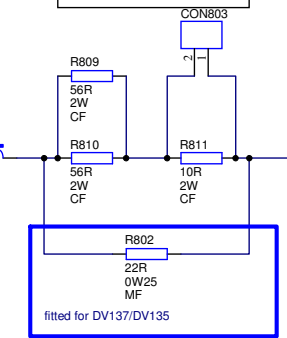 CON803
2
1
R809
56R
2W
CF
R810
56R
2W
CF
R811
10R
2W
CF
R802
22R
0W25
MF
fitted for DV137/DV135